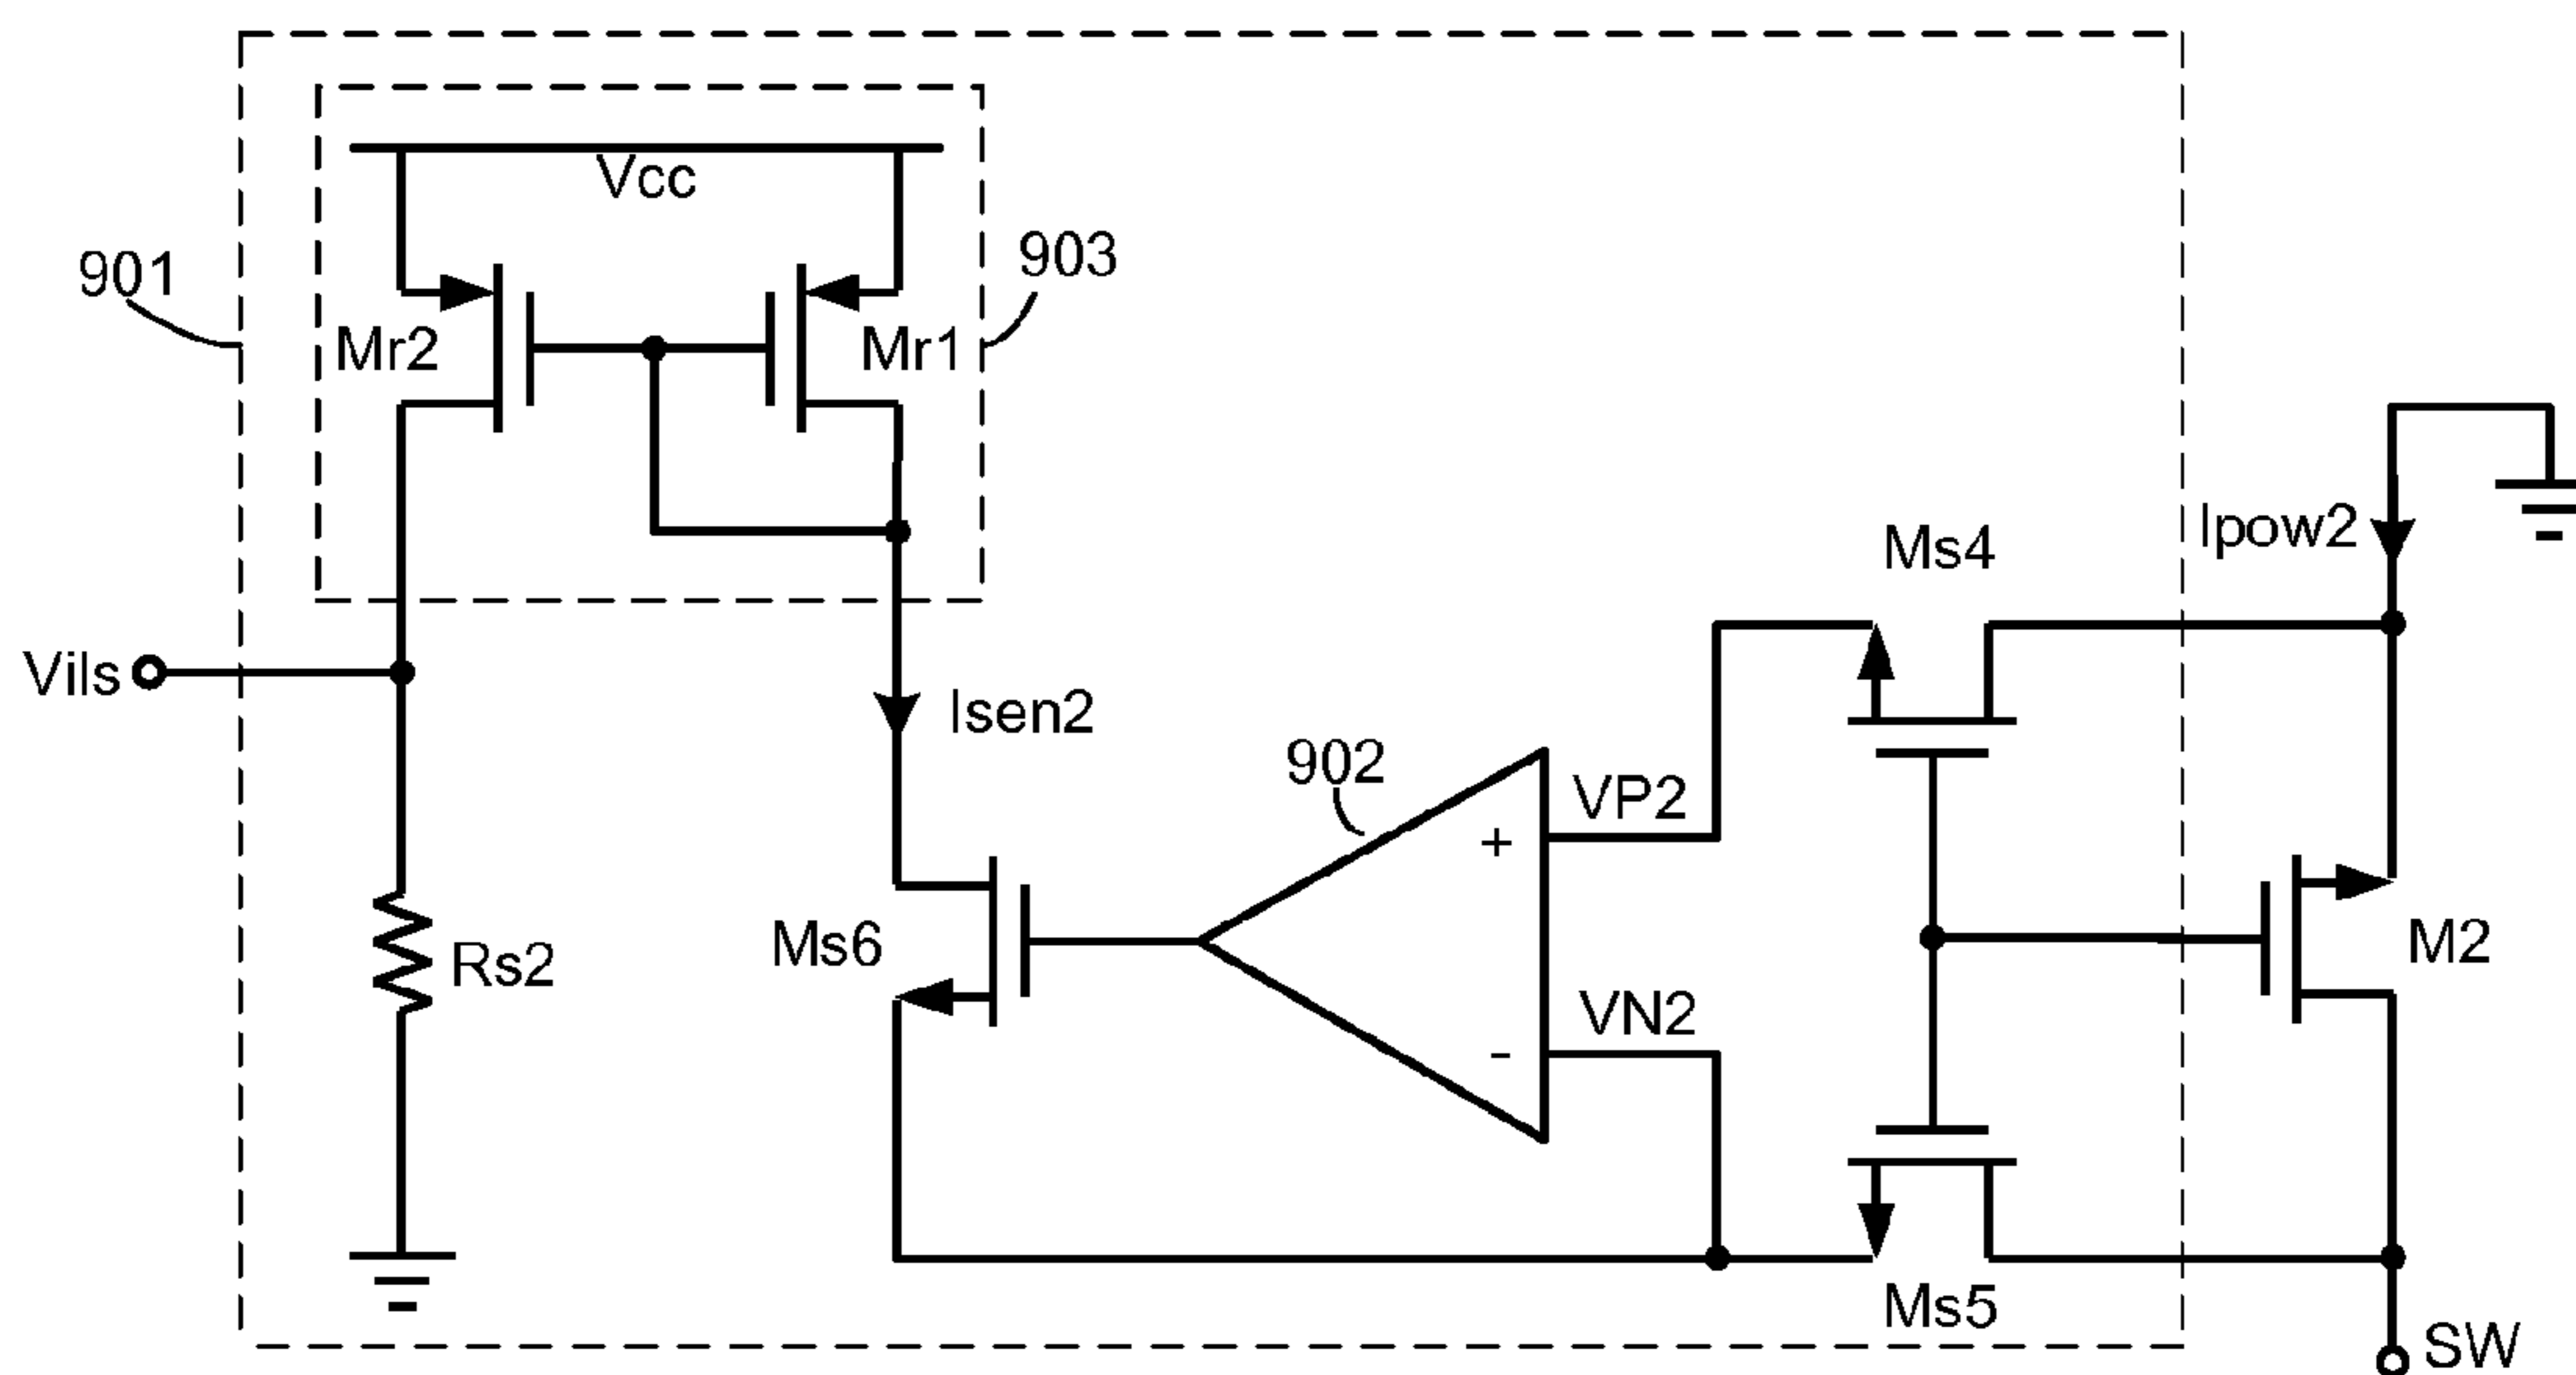 Vcc
901
903
Mr2
Mr1
Ipow2
Ms4
Vils
Isen2
902
VP2
+
Ms6
Rs2
M2
VN2
-
Ms5
SW